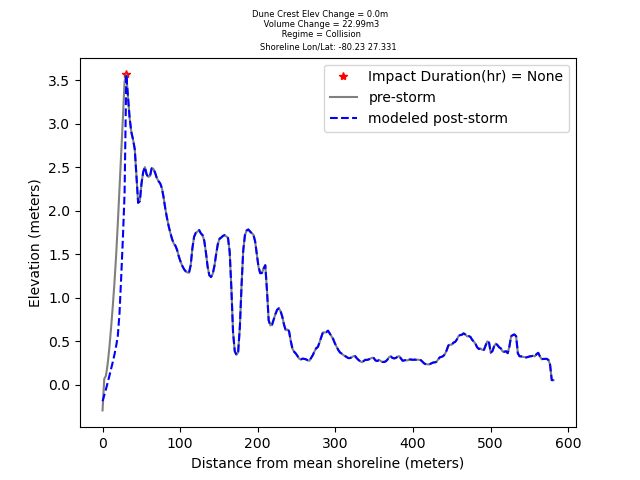 Dune Crest Elev Change = 0.0m
Volume Change = 22.99m3
Regime = Collision
Shoreline Lon/Lat: -80.23 27.331
Impact Duration(hr) = None
pre-storm
modeled post-storm
Elevation (meters)
3.5
3.0
2.5
2.0
1.5
1.0
0.5
0.0
0 100 200 300 400 500 600
Distance from mean shoreline (meters)